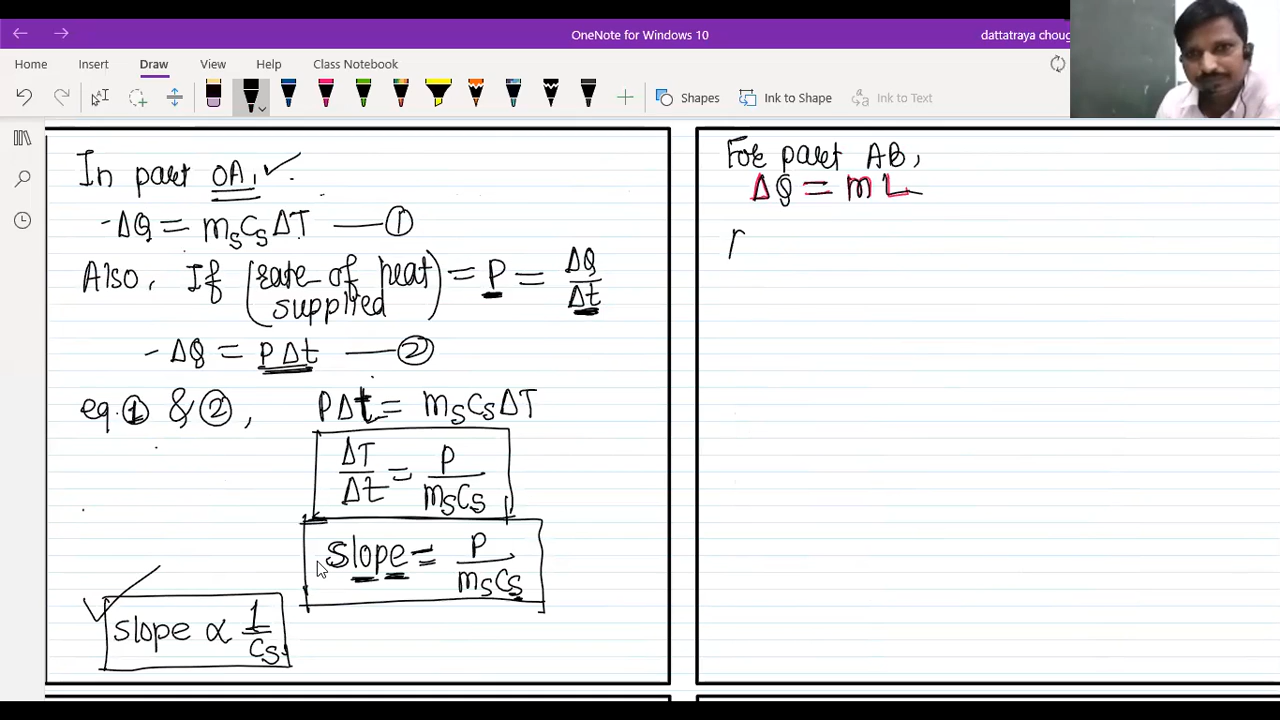 OneNote for Windows 10
dattatraya choug
Home Insert Draw View Help Class Notebook
Shapes Ink to Shape Ink to Text
In part OA,
-ΔQ = mₛCₛΔT —①
Also, If (rate of heat supplied) = P = ΔQ/Δt
-ΔQ = PΔt —②
eq.① & ②, PΔt = mₛCₛΔT
ΔT/Δt = P/mₛCₛ
slope = P/mₛCₛ
slope ∝ 1/Cₛ
For part AB,
ΔQ = mL